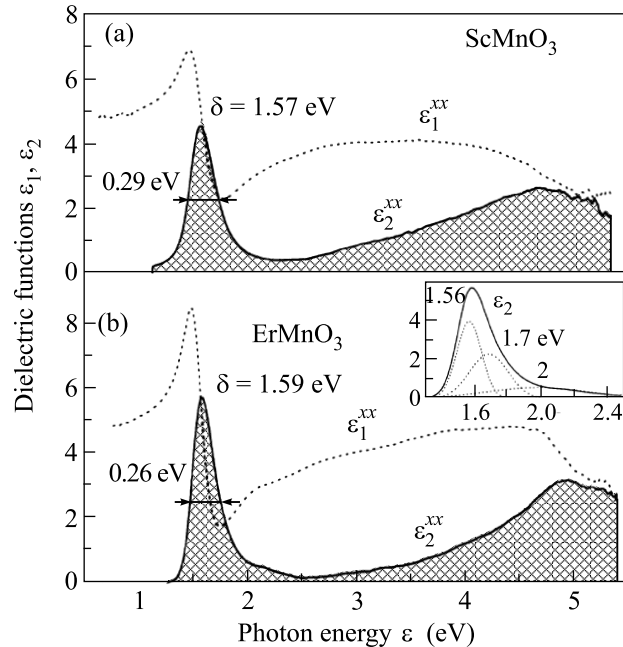 (a) ScMnO₃
δ = 1.57 eV
ε₁ˣˣ
0.29 eV
ε₂ˣˣ
8
6
4
2
0
Dielectric functions ε₁, ε₂
(b) ErMnO₃
δ = 1.59 eV
ε₁ˣˣ
0.26 eV
ε₂ˣˣ
8
6
4
2
0
1.56 ε₂
1.7 eV
2
4
2
0
1.6 2.0 2.4
1 2 3 4 5
Photon energy ε (eV)